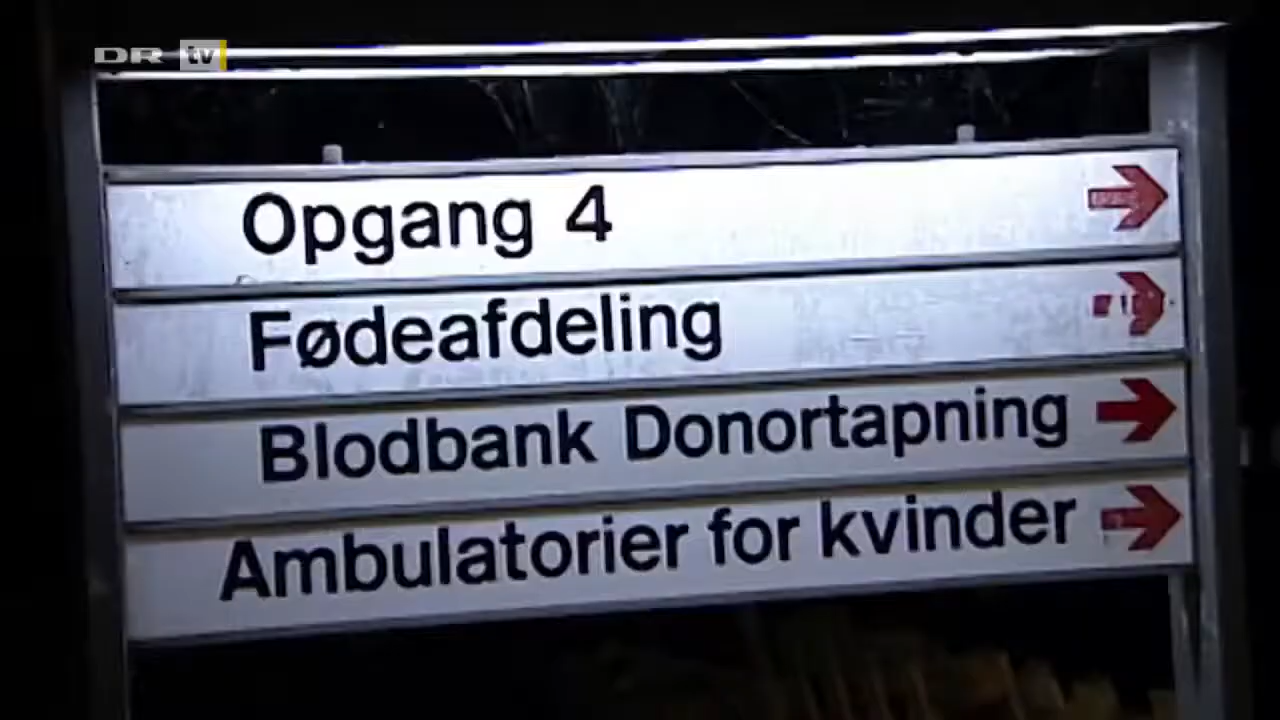 DR tv
Opgang 4
Fødeafdeling
Blodbank Donortapning
Ambulatorier for kvinder